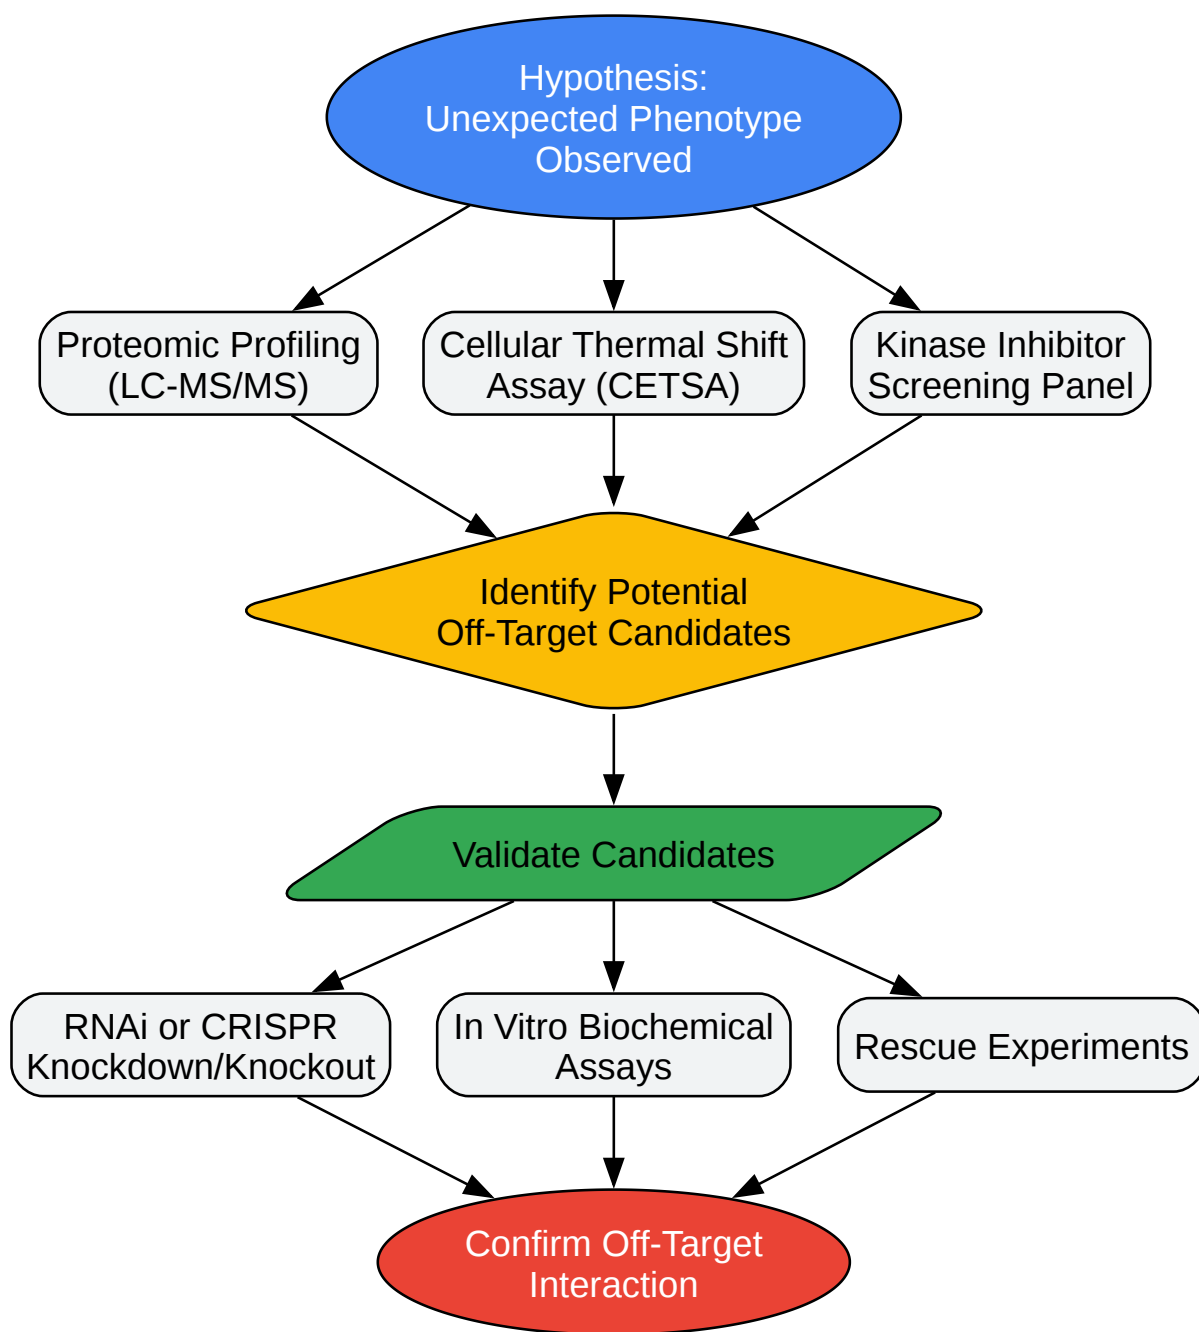 Hypothesis:
Unexpected Phenotype
Observed
Proteomic Profiling
(LC-MS/MS)
Cellular Thermal Shift
Assay (CETSA)
Kinase Inhibitor
Screening Panel
Identify Potential
Off-Target Candidates
Validate Candidates
RNAi or CRISPR
Knockdown/Knockout
In Vitro Biochemical
Assays
Rescue Experiments
Confirm Off-Target
Interaction